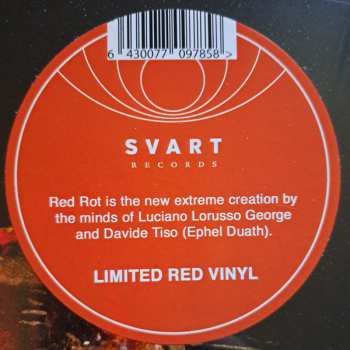 6 430077 097858 >
SVART
RECORDS
Red Rot is the new extreme creation by
the minds of Luciano Lorusso George
and Davide Tiso (Ephel Duath).
LIMITED RED VINYL